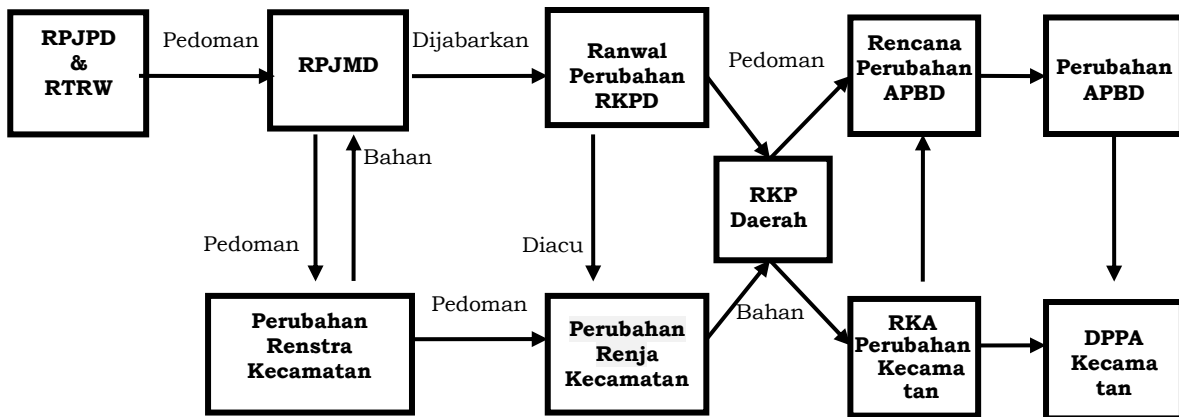 RPJPD
&
RTRW
Pedoman
RPJMD
Dijabarkan
Ranwal
Perubahan
RKPD
Pedoman
Rencana
Perubahan
APBD
Perubahan
APBD
Bahan
RKP
Daerah
Pedoman
Diacu
Perubahan
Renstra
Kecamatan
Pedoman
Perubahan
Renja
Kecamatan
Bahan
RKA
Perubahan
Kecama
tan
DPPA
Kecama
tan